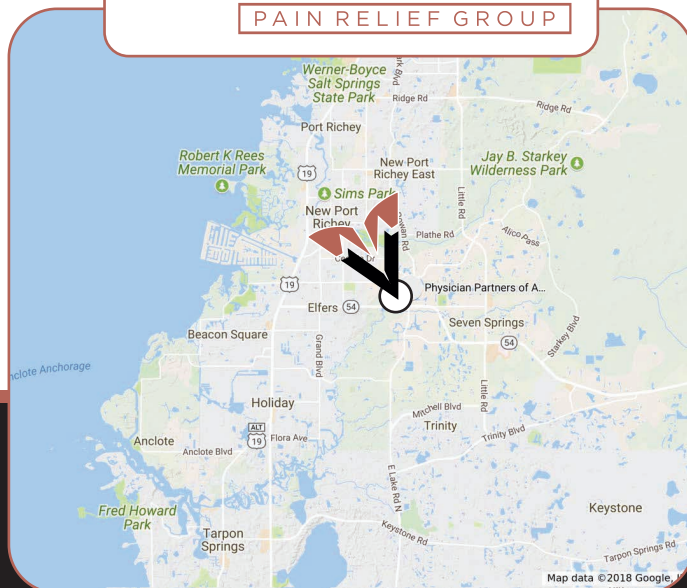 PAIN RELIEF GROUP
Werner-Boyce
Salt Springs
State Park
Ridge Rd
Ridge Rd
Port Richey
Robert K Rees
Memorial Park
19
New Port
Richey East
Jay B. Starkey
Wilderness Park
Sims Park
Little Rd
New Port
Richey
Plathe Rd
Alico Pass
19
Physician Partners of A...
Elfers
54
Seven Springs
Beacon Square
54
Starkey Blvd
Grand Blvd
Holiday
Little Rd
Mitchell Blvd
Trinity
ALT
19
Flora Ave
Trinity Blvd
Anclote
Anclote Blvd
E Lake Rd N
Keystone
Fred Howard
Park
Tarpon
Springs
Keystone Rd
Tarpon Springs Rd
Map data ©2018 Google,